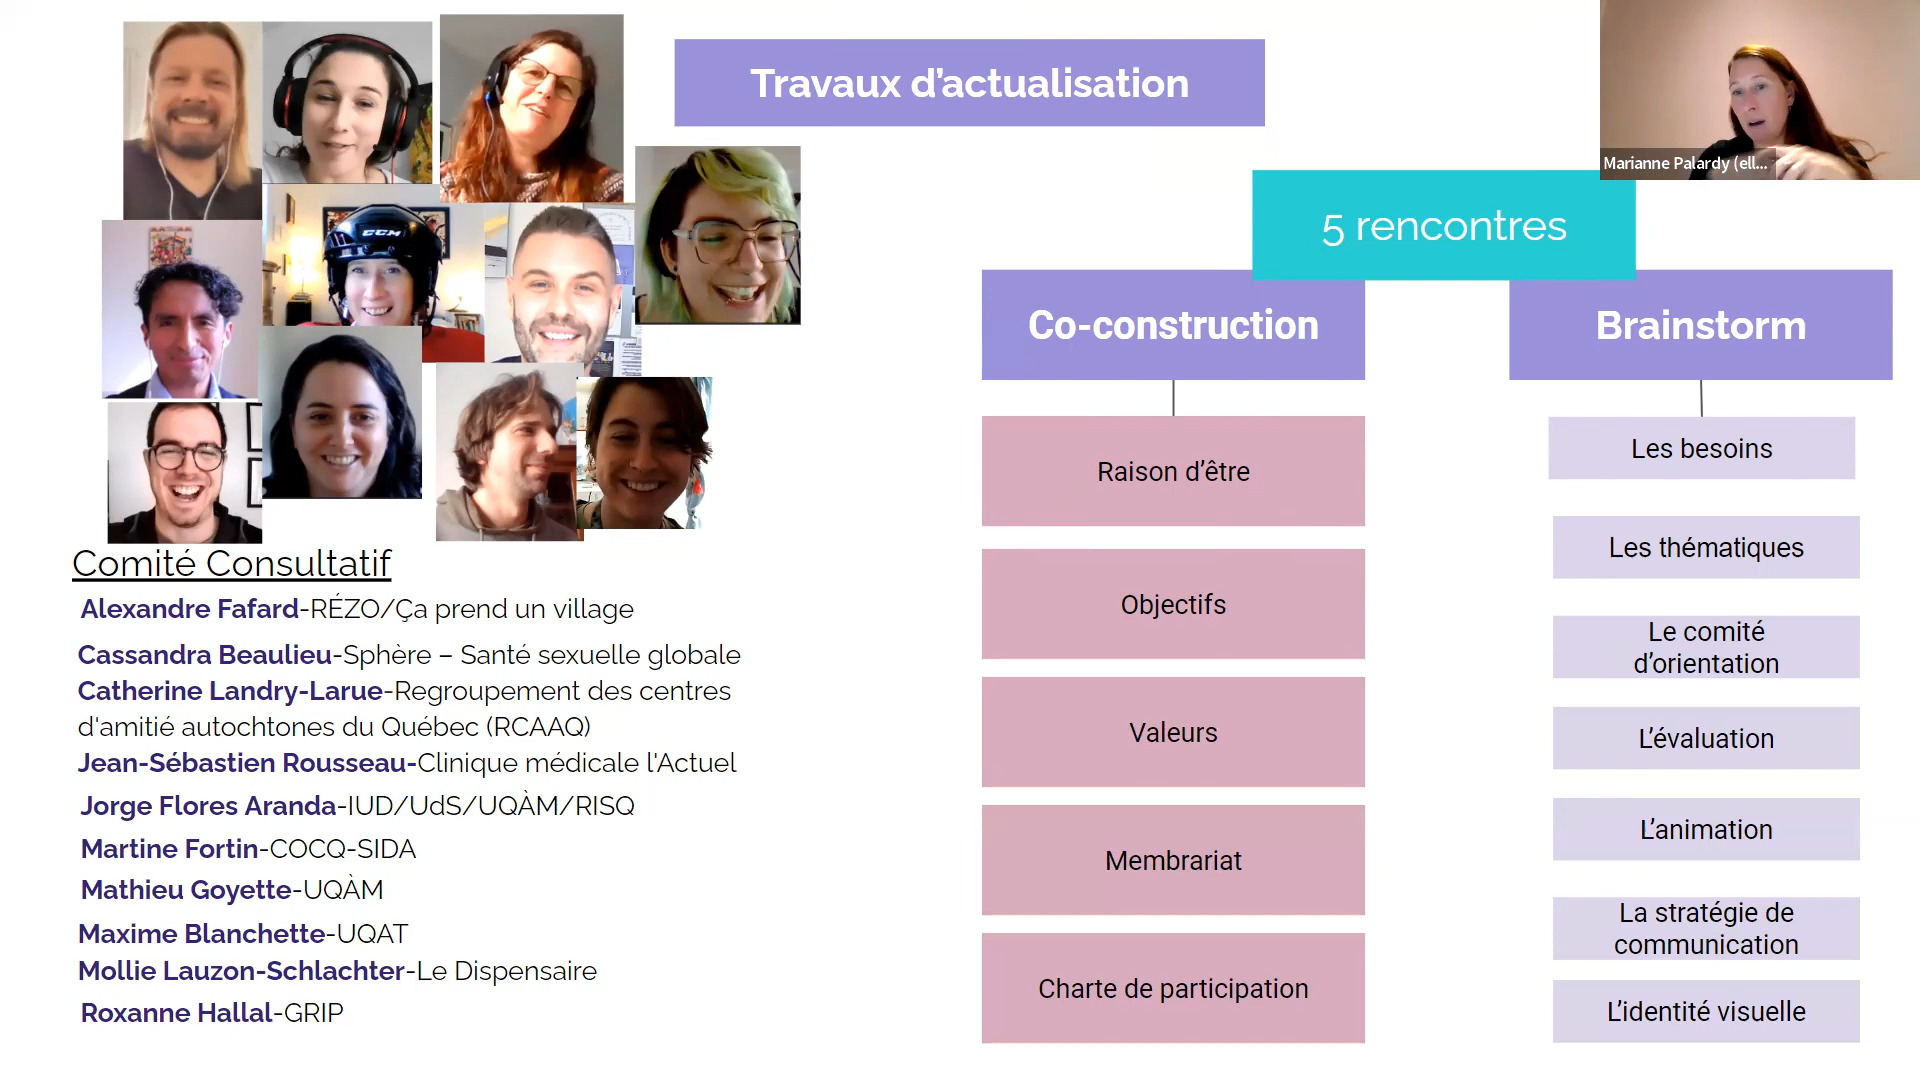 Travaux d’actualisation
Marianne Palardy (ell...
5 rencontres
CCM
Comité Consultatif
Alexandre Fafard-RÉZO/Ça prend un village
Cassandra Beaulieu-Sphère – Santé sexuelle globale
Catherine Landry-Larue-Regroupement des centres
d'amitié autochtones du Québec (RCAAQ)
Jean-Sébastien Rousseau-Clinique médicale l'Actuel
Jorge Flores Aranda-IUD/UdS/UQÀM/RISQ
Martine Fortin-COCQ-SIDA
Mathieu Goyette-UQÀM
Maxime Blanchette-UQAT
Mollie Lauzon-Schlachter-Le Dispensaire
Roxanne Hallal-GRIP
Co-construction
Raison d’être
Objectifs
Valeurs
Membrariat
Charte de participation
Brainstorm
Les besoins
Les thématiques
Le comité
d’orientation
L’évaluation
L’animation
La stratégie de
communication
L’identité visuelle